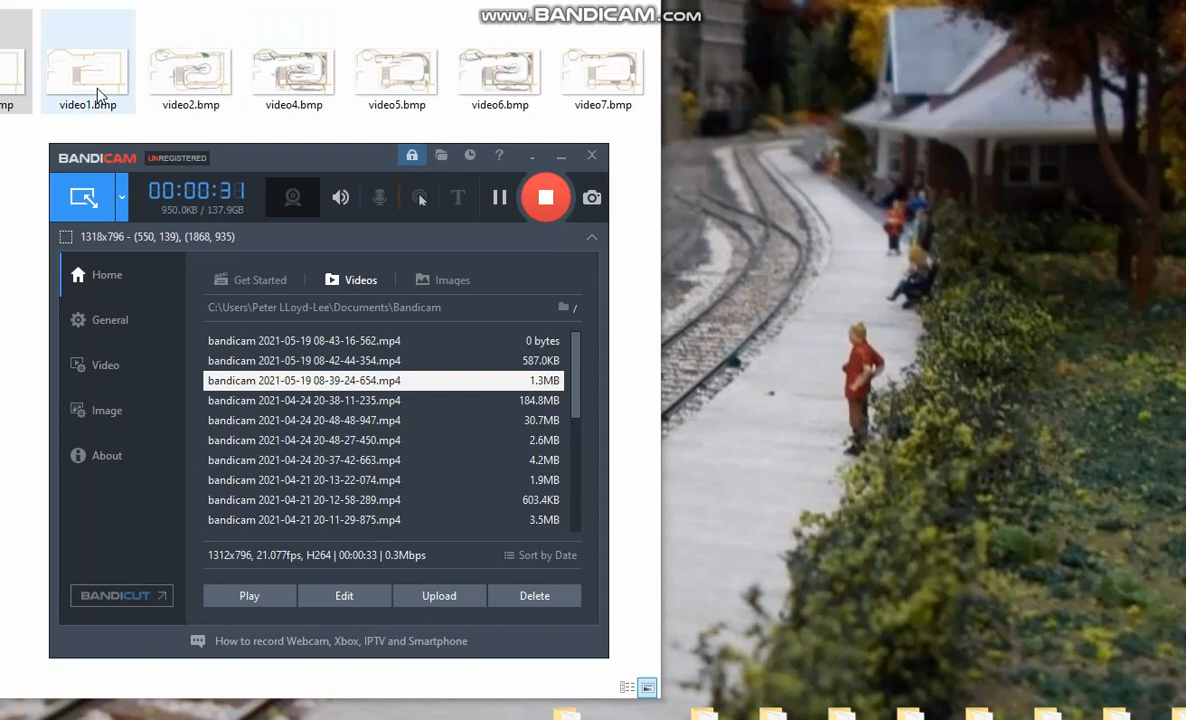 www.BANDICAM.com
mp
video1.bmp
video2.bmp
video4.bmp
video5.bmp
video6.bmp
video7.bmp
BANDICAM UNREGISTERED
?
00:00:31
950.0KB / 137.9GB
T
1318x796 - (550, 139), (1868, 935)
Home
General
Video
Image
About
BANDICUT
Get Started
Videos
Images
C:\Users\Peter LLoyd-Lee\Documents\Bandicam
/
bandicam 2021-05-19 08-43-16-562.mp4 0 bytes
bandicam 2021-05-19 08-42-44-354.mp4 587.0KB
bandicam 2021-05-19 08-39-24-654.mp4 1.3MB
bandicam 2021-04-24 20-38-11-235.mp4 184.8MB
bandicam 2021-04-24 20-48-48-947.mp4 30.7MB
bandicam 2021-04-24 20-48-27-450.mp4 2.6MB
bandicam 2021-04-24 20-37-42-663.mp4 4.2MB
bandicam 2021-04-21 20-13-22-074.mp4 1.9MB
bandicam 2021-04-21 20-12-58-289.mp4 603.4KB
bandicam 2021-04-21 20-11-29-875.mp4 3.5MB
1312x796, 21.077fps, H264 | 00:00:33 | 0.3Mbps
Sort by Date
Play
Edit
Upload
Delete
How to record Webcam, Xbox, IPTV and Smartphone